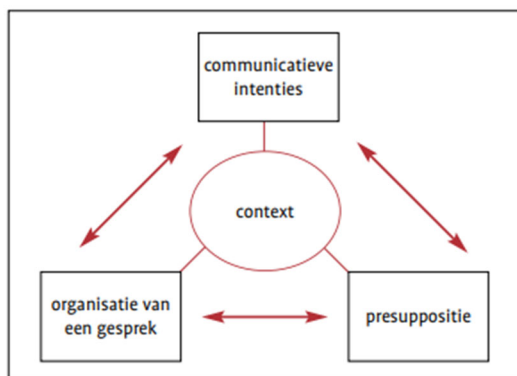 communicatieve
intenties
context
organisatie van
een gesprek
presuppositie